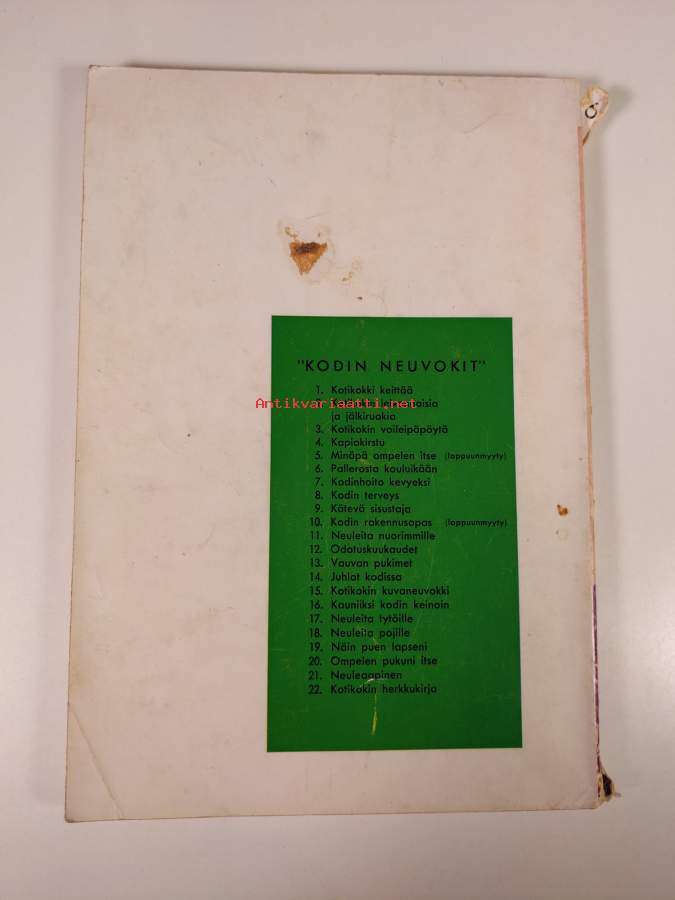 "KODIN NEUVOKIT"
1. Kotikokki keittää
Antikvariaatti.net
2. leivonnaisia
ja jälkiruokia
3. Kotikokin voileipäpöytä
4. Kapiokirstu
5. Minäpä ompelen itse (loppuunmyyty)
6. Pallerosta kouluikään
7. Kodinhoito kevyeksi
8. Kodin terveys
9. Kätevä sisustaja
10. Kodin rakennusopas (loppuunmyyty)
11. Neuleita nuorimmille
12. Odotuskuukaudet
13. Vauvan pukimet
14. Juhlat kodissa
15. Kotikokin kuvaneuvokki
16. Kauniiksi kodin keinoin
17. Neuleita tytöille
18. Neuleita pojille
19. Näin puen lapseni
20. Ompelen pukuni itse
21. Neuleaapinen
22. Kotikokin herkkukirja